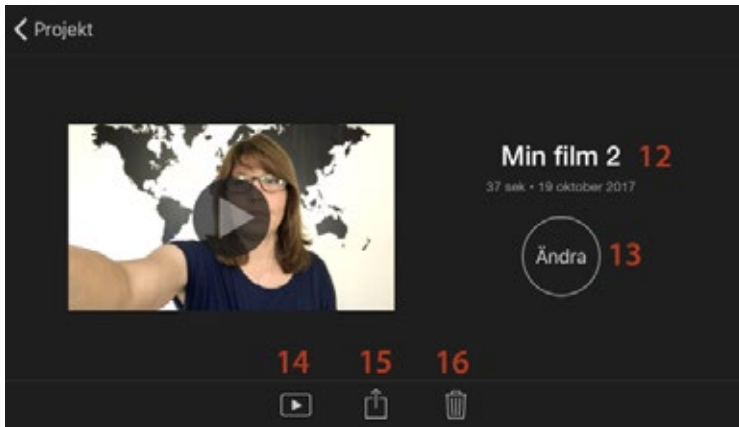 Projekt
Min film 2 12
37 sek • 19 oktober 2017
Ändra 13
14 15 16